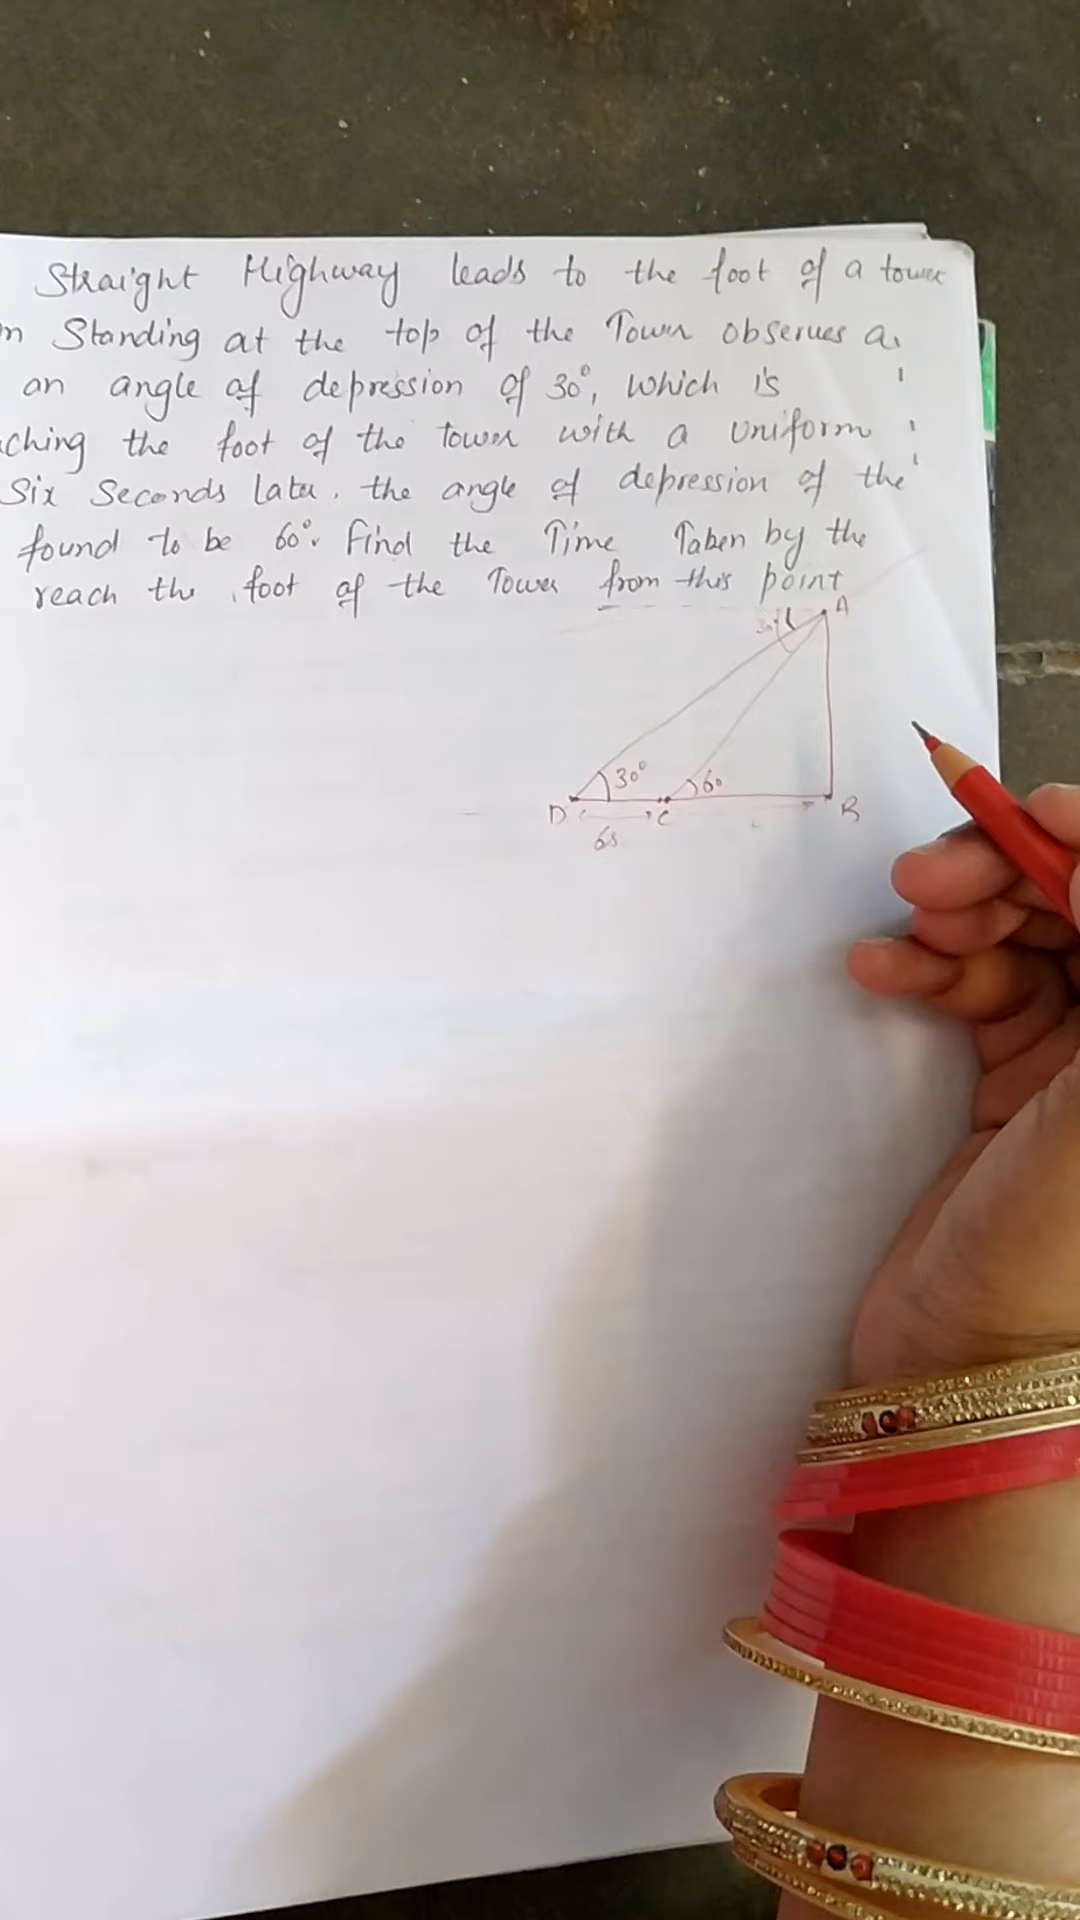 Straight Highway leads to the foot of a tower
Standing at the top of the Tower observes a
an angle of depression of 30°, which is
ching the foot of the tower with a uniform
Six Seconds later. the angle of depression of the
found to be 60°. Find the Time Taken by the
reach the foot of the Tower from this point
A
30°
60
D
C
B
6s